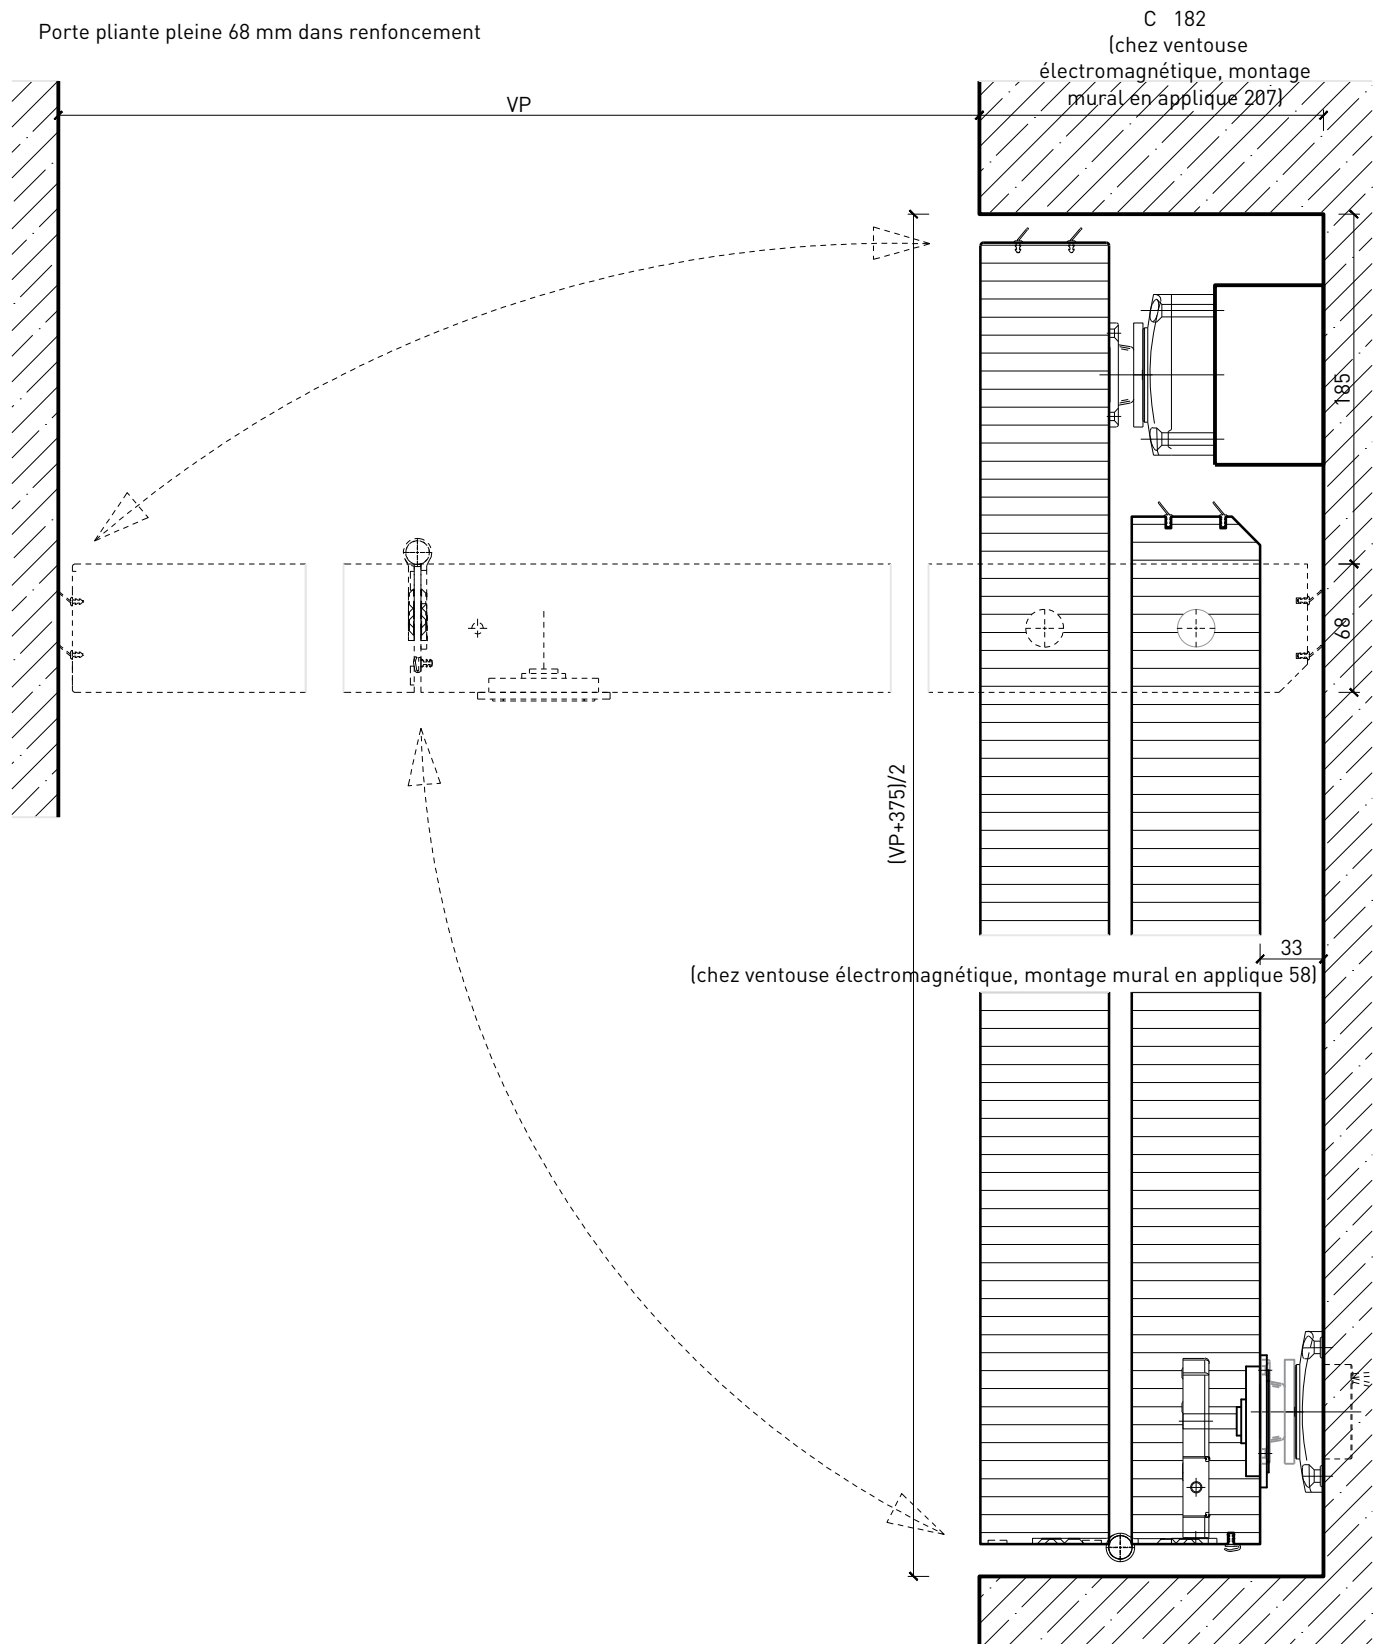 Porte pliante pleine 68 mm dans renfoncement
C 182
(chez ventouse
électromagnétique, montage
mural en applique 207)
VP
185
68
(VP+375)/2
33
(chez ventouse électromagnétique, montage mural en applique 58)